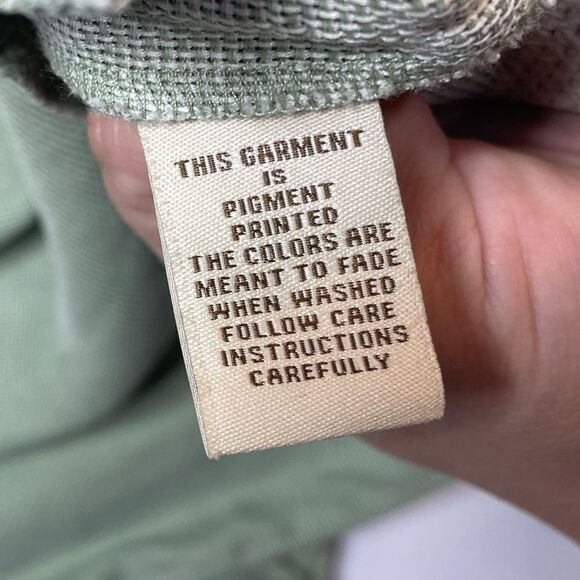 THIS GARMENT
IS
PIGMENT
PRINTED
THE COLORS ARE
MEANT TO FADE
WHEN WASHED
FOLLOW CARE
INSTRUCTIONS
CAREFULLY